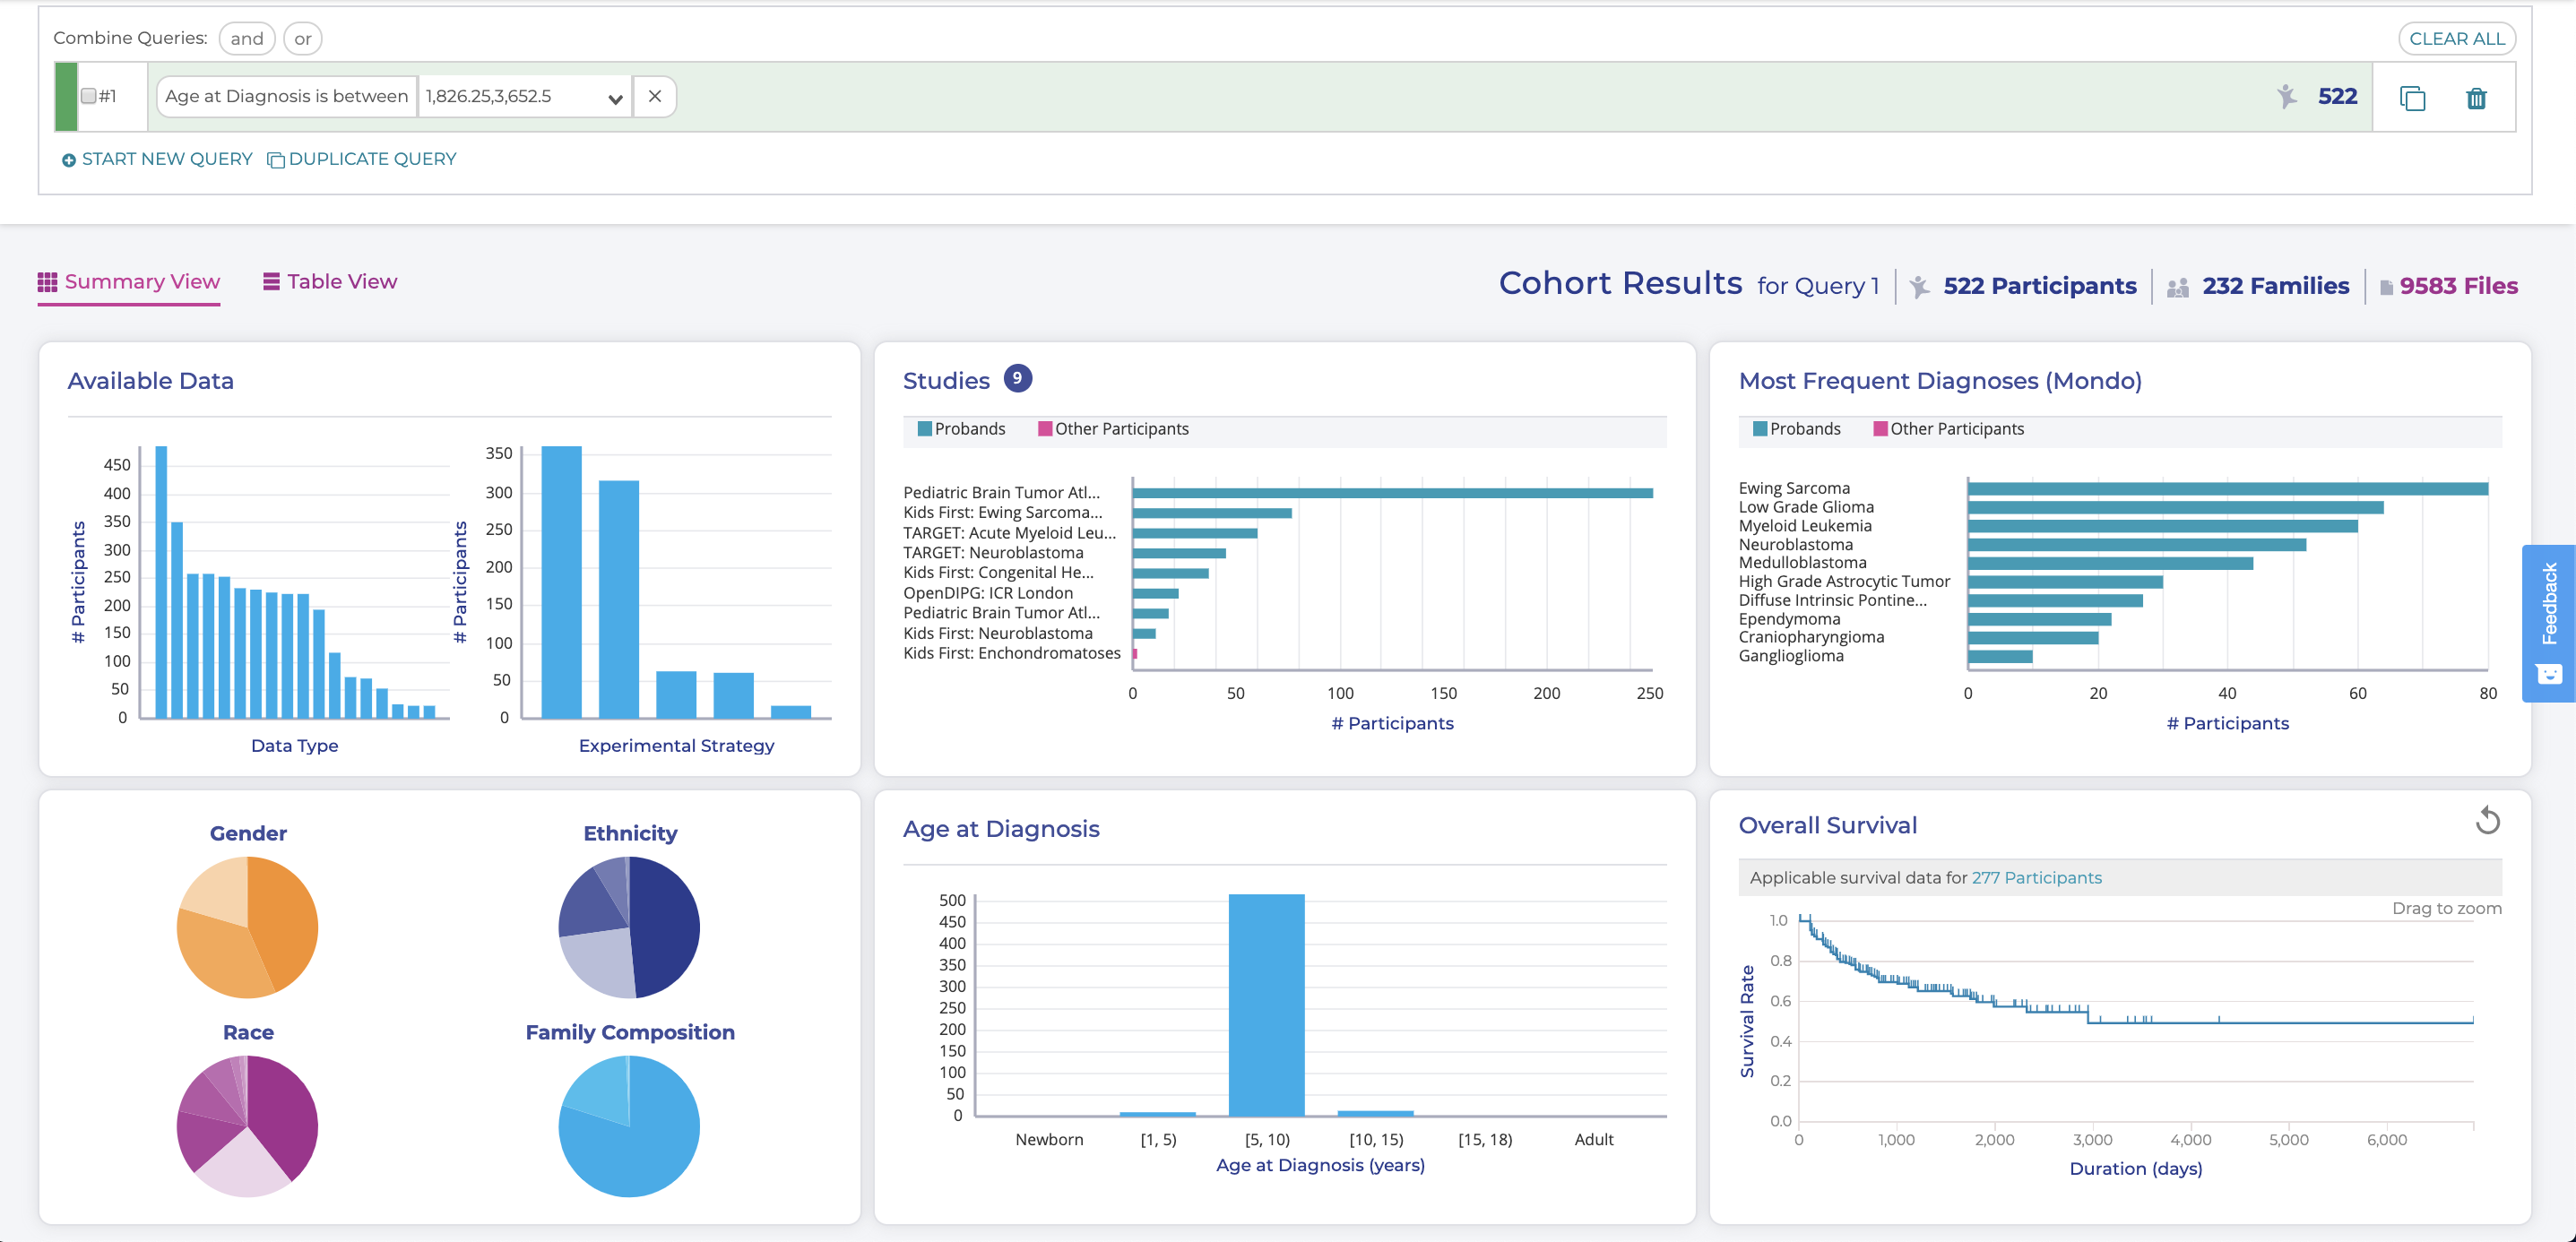 Combine Queries: and or CLEAR ALL
#1 Age at Diagnosis is between 1,826.25,3,652.5 522
START NEW QUERY DUPLICATE QUERY
Summary View Table View
Cohort Results for Query 1 522 Participants 232 Families 9583 Files
Available Data
# Participants
450
400
350
300
250
200
150
100
50
0
Data Type
# Participants
350
300
250
200
150
100
50
0
Experimental Strategy
Studies 9
Probands Other Participants
Pediatric Brain Tumor Atl...
Kids First: Ewing Sarcoma...
TARGET: Acute Myeloid Leu...
TARGET: Neuroblastoma
Kids First: Congenital He...
OpenDIPG: ICR London
Pediatric Brain Tumor Atl...
Kids First: Neuroblastoma
Kids First: Enchondromatoses
0 50 100 150 200 250
# Participants
Most Frequent Diagnoses (Mondo)
Probands Other Participants
Ewing Sarcoma
Low Grade Glioma
Myeloid Leukemia
Neuroblastoma
Medulloblastoma
High Grade Astrocytic Tumor
Diffuse Intrinsic Pontine...
Ependymoma
Craniopharyngioma
Ganglioglioma
0 20 40 60 80
# Participants
Feedback
Gender
Ethnicity
Race
Family Composition
Age at Diagnosis
500
450
400
350
300
250
200
150
100
50
0
Newborn [1, 5) [5, 10) [10, 15) [15, 18) Adult
Age at Diagnosis (years)
Overall Survival
Applicable survival data for 277 Participants
Drag to zoom
Survival Rate
1.0
0.8
0.6
0.4
0.2
0.0
0 1,000 2,000 3,000 4,000 5,000 6,000
Duration (days)